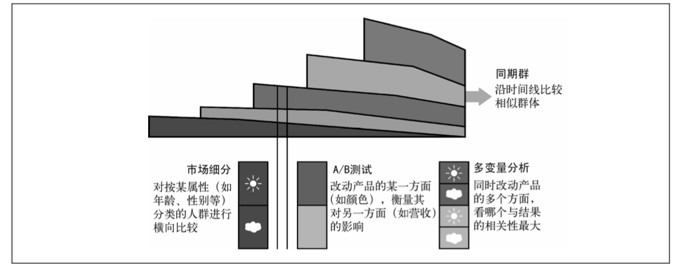 同期群
沿时间线比较
相似群体
市场细分
对按某属性（如
年龄、性别等）
分类的人群进行
横向比较
A/B测试
改动产品的某一方面
（如颜色），衡量其
对另一方面（如营收）
的影响
多变量分析
同时改动产品
的多个方面，
看哪个与结果
的相关性最大